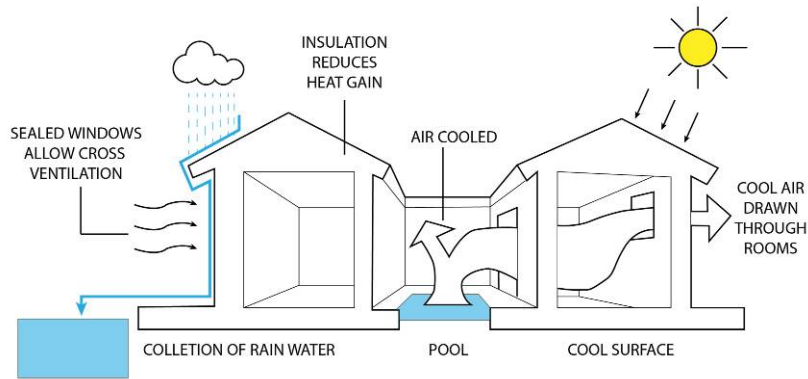 INSULATION
REDUCES
HEAT GAIN
SEALED WINDOWS
ALLOW CROSS
VENTILATION
AIR COOLED
COOL AIR
DRAWN
THROUGH
ROOMS
COLLETION OF RAIN WATER
POOL
COOL SURFACE